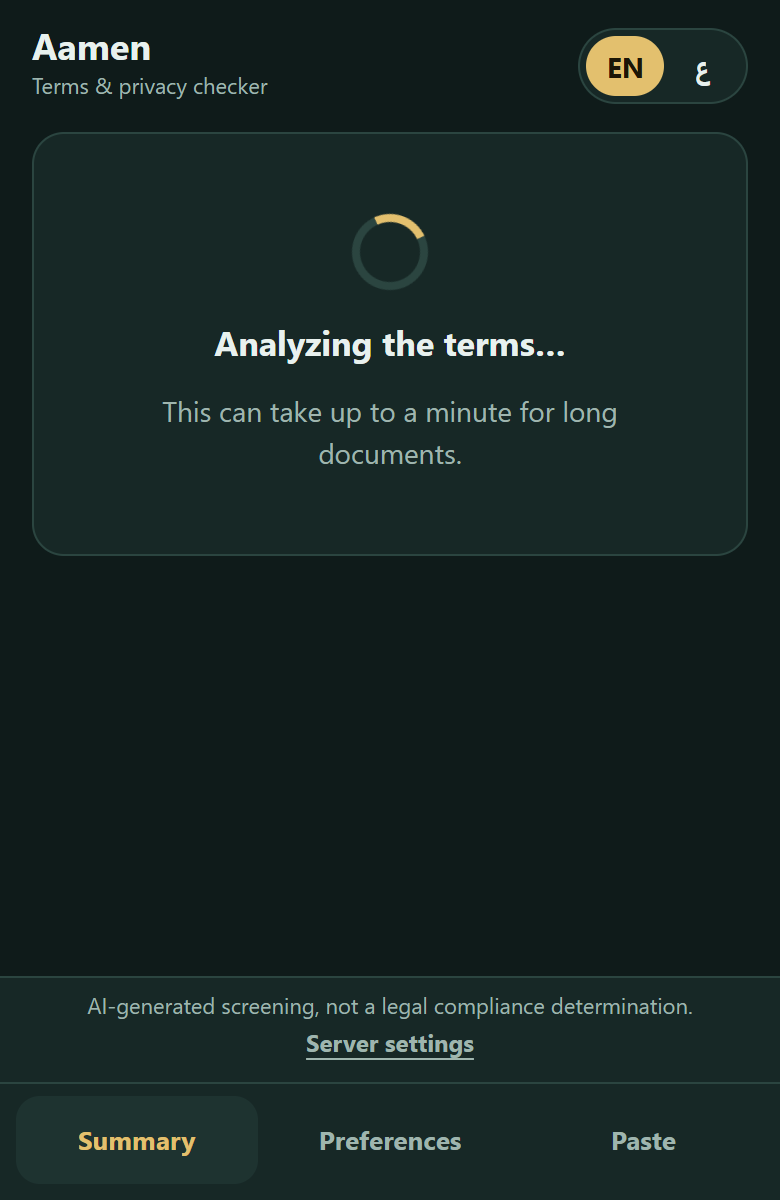 Aamen
Terms & privacy checker
EN
ع
Analyzing the terms...
This can take up to a minute for long
documents.
AI-generated screening, not a legal compliance determination.
Server settings
Summary
Preferences
Paste